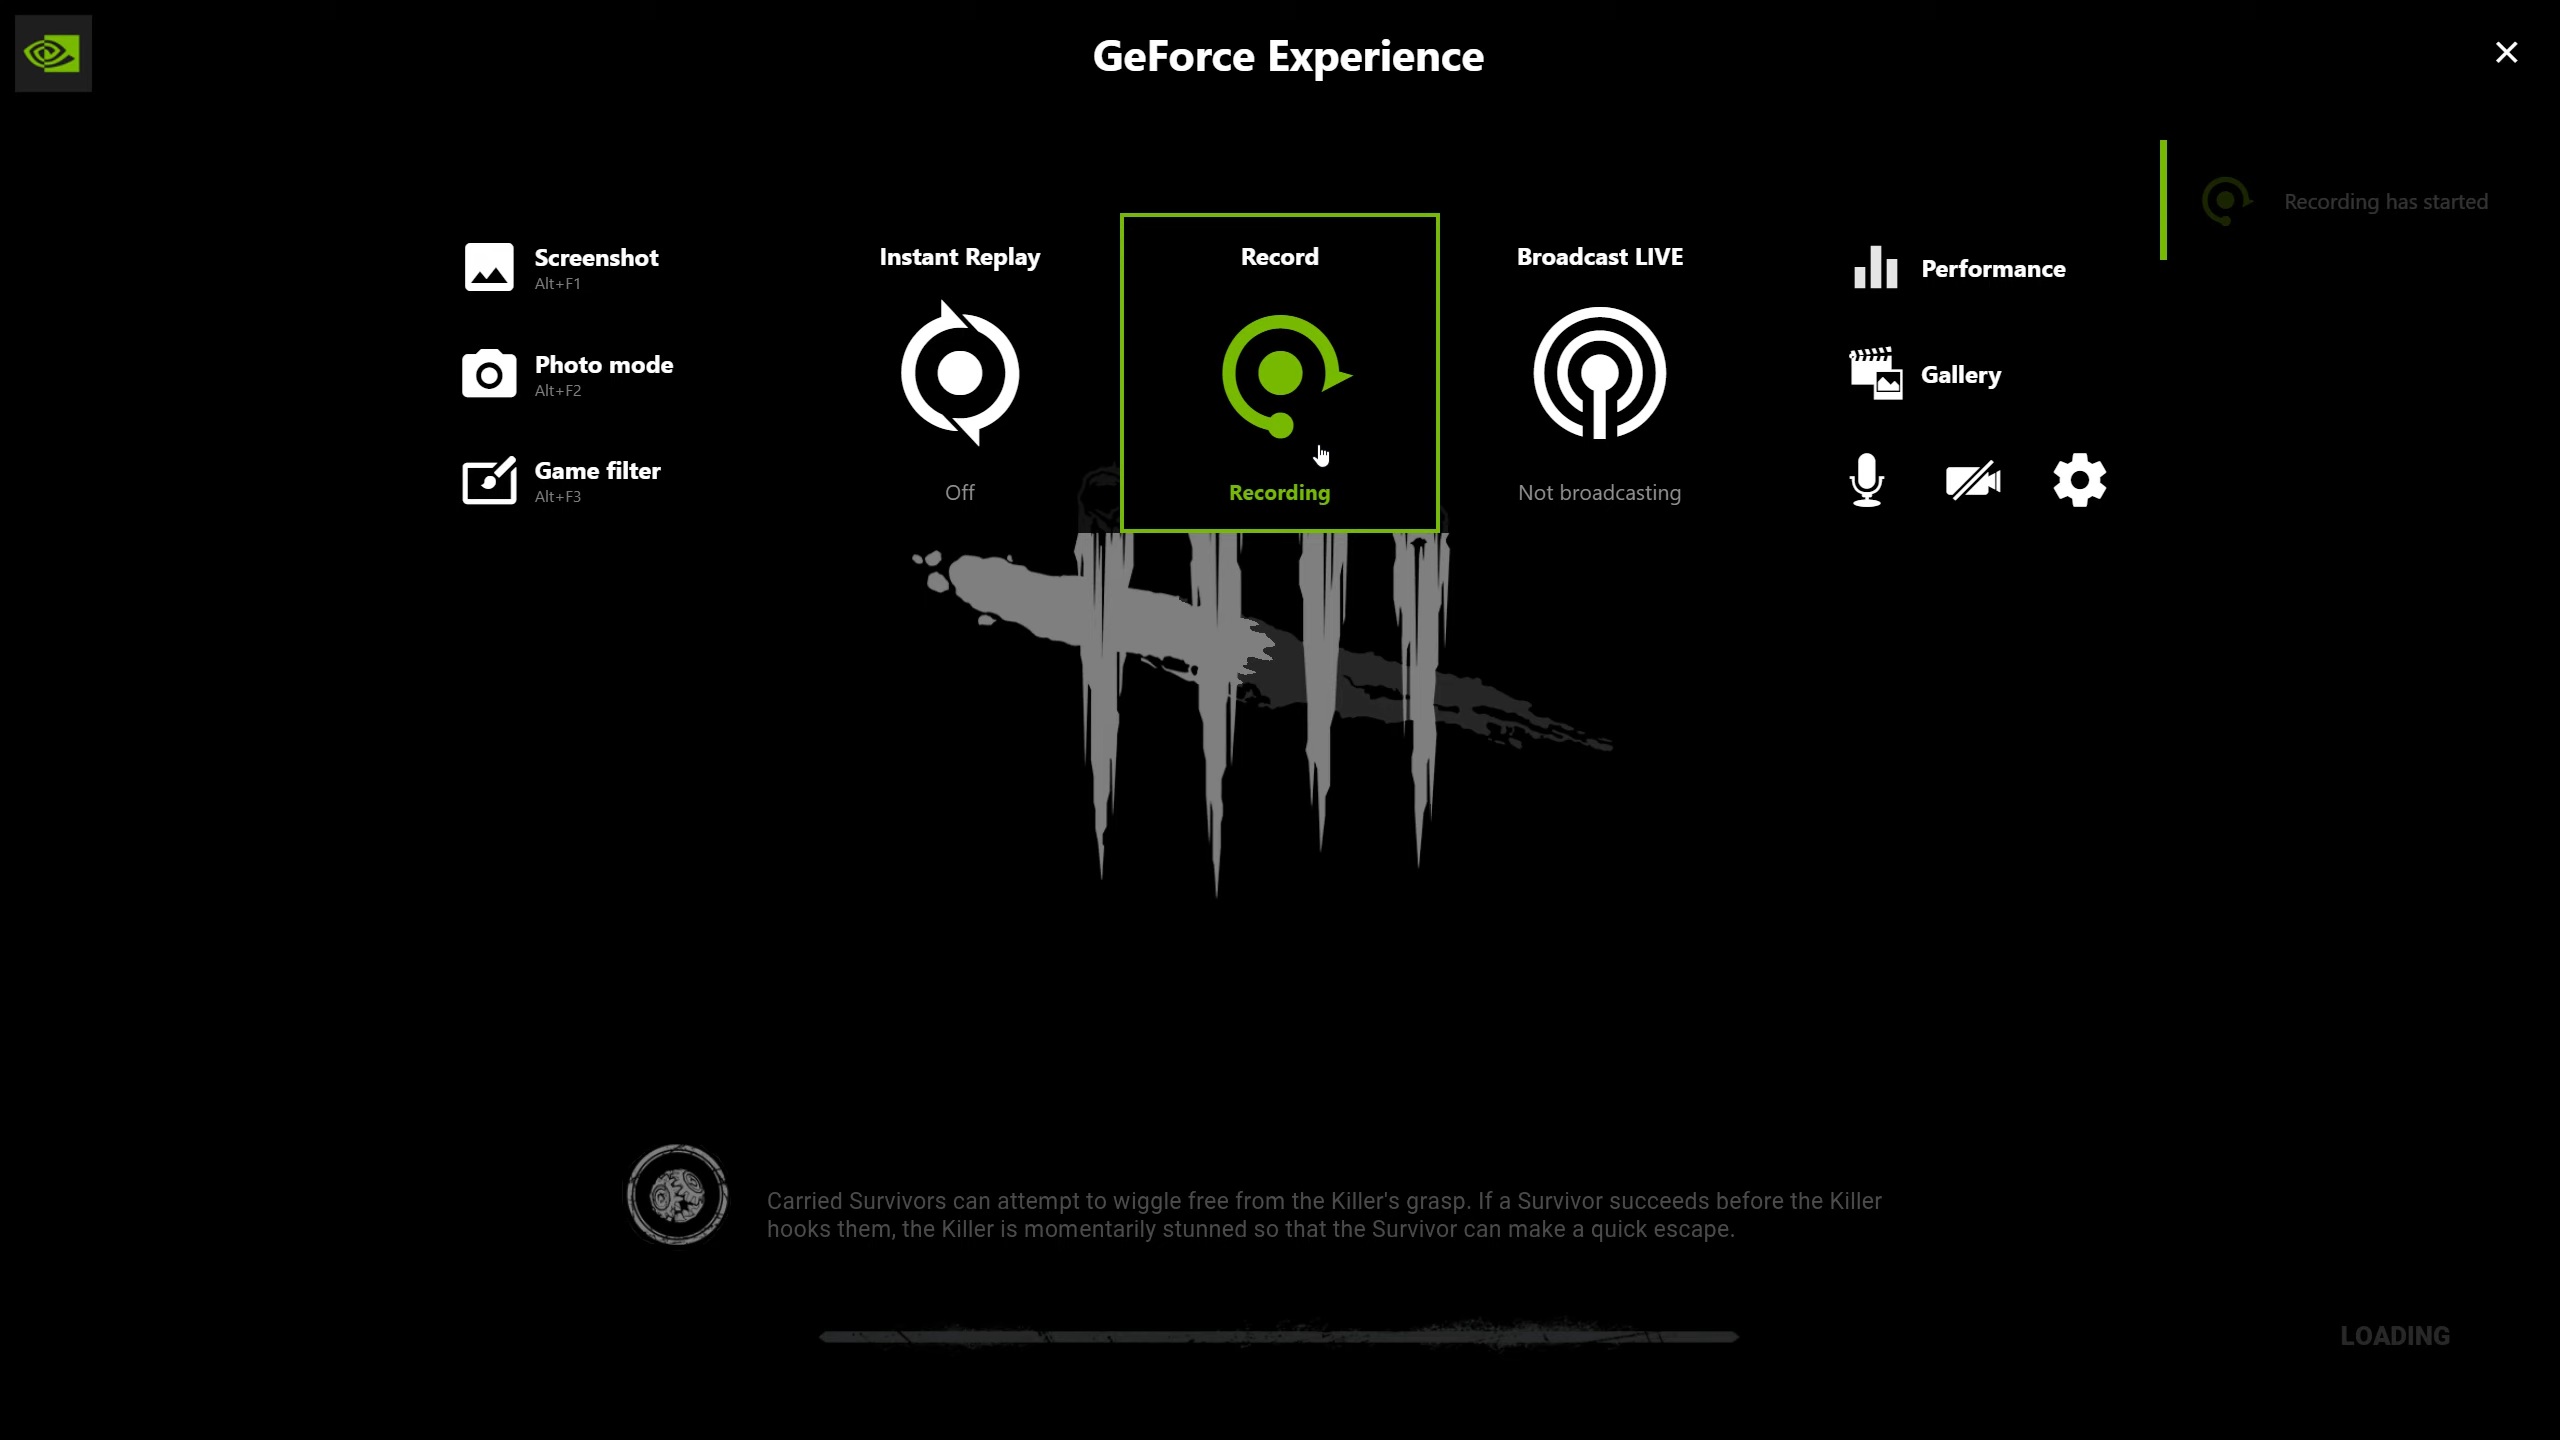 GeForce Experience
Recording has started
Screenshot
Alt+F1
Photo mode
Alt+F2
Game filter
Alt+F3
Instant Replay
Off
Record
Recording
Broadcast LIVE
Not broadcasting
Performance
Gallery
Carried Survivors can attempt to wiggle free from the Killer's grasp. If a Survivor succeeds before the Killer
hooks them, the Killer is momentarily stunned so that the Survivor can make a quick escape.
LOADING